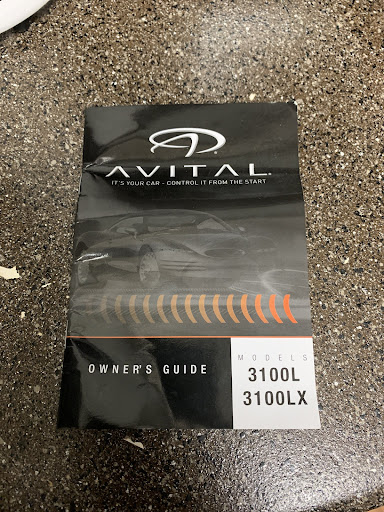 AVITAL®
IT'S YOUR CAR - CONTROL IT FROM THE START
OWNER'S GUIDE
MODELS
3100L
3100LX